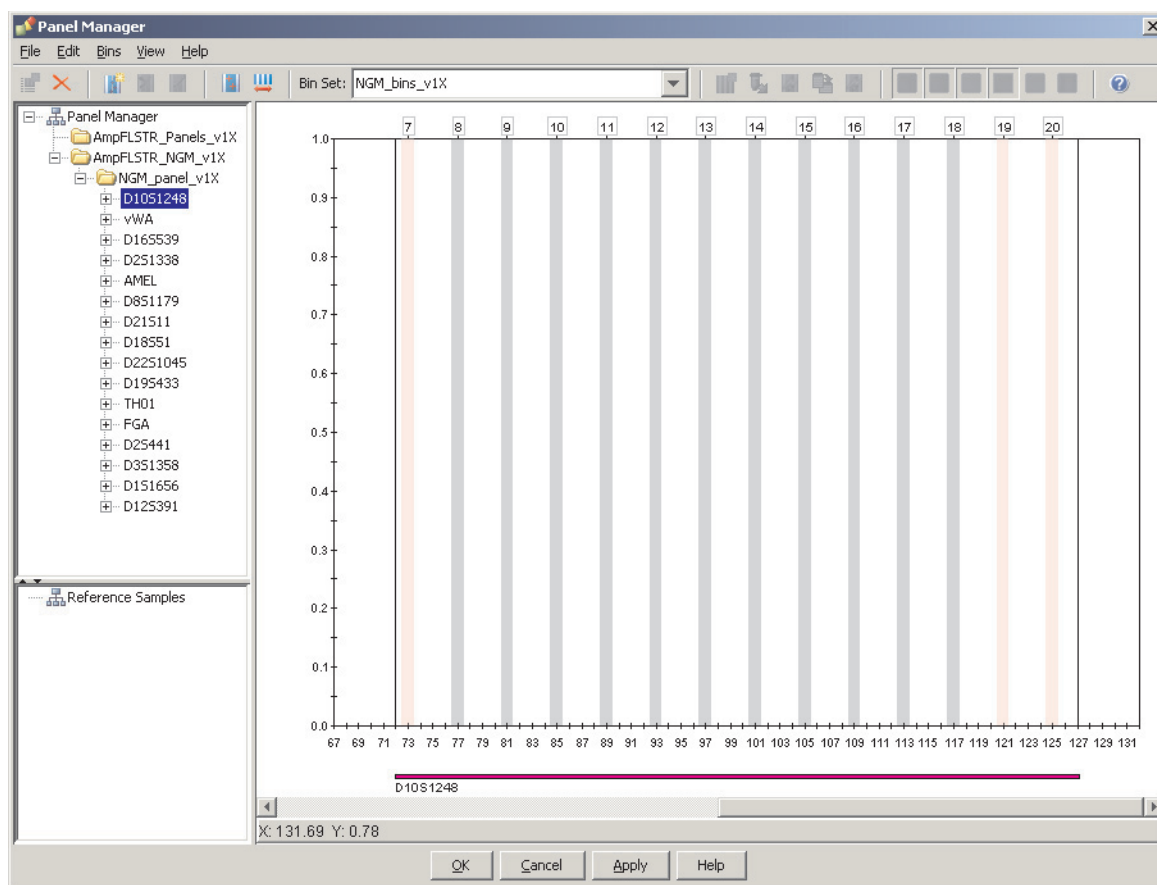 Panel Manager
File Edit Bins View Help
Bin Set: NGM_bins_v1X
Panel Manager
AmpFLSTR_Panels_v1X
AmpFLSTR_NGM_v1X
NGM_panel_v1X
D10S1248
vWA
D16S539
D2S1338
AMEL
D8S1179
D21S11
D18S51
D22S1045
D19S433
TH01
FGA
D2S441
D3S1358
D1S1656
D12S391
Reference Samples
7 8 9 10 11 12 13 14 15 16 17 18 19 20
1.0
0.9
0.8
0.7
0.6
0.5
0.4
0.3
0.2
0.1
0.0
67 69 71 73 75 77 79 81 83 85 87 89 91 93 95 97 99 101 103 105 107 109 111 113 115 117 119 121 123 125 127 129 131
D10S1248
X: 131.69 Y: 0.78
OK Cancel Apply Help